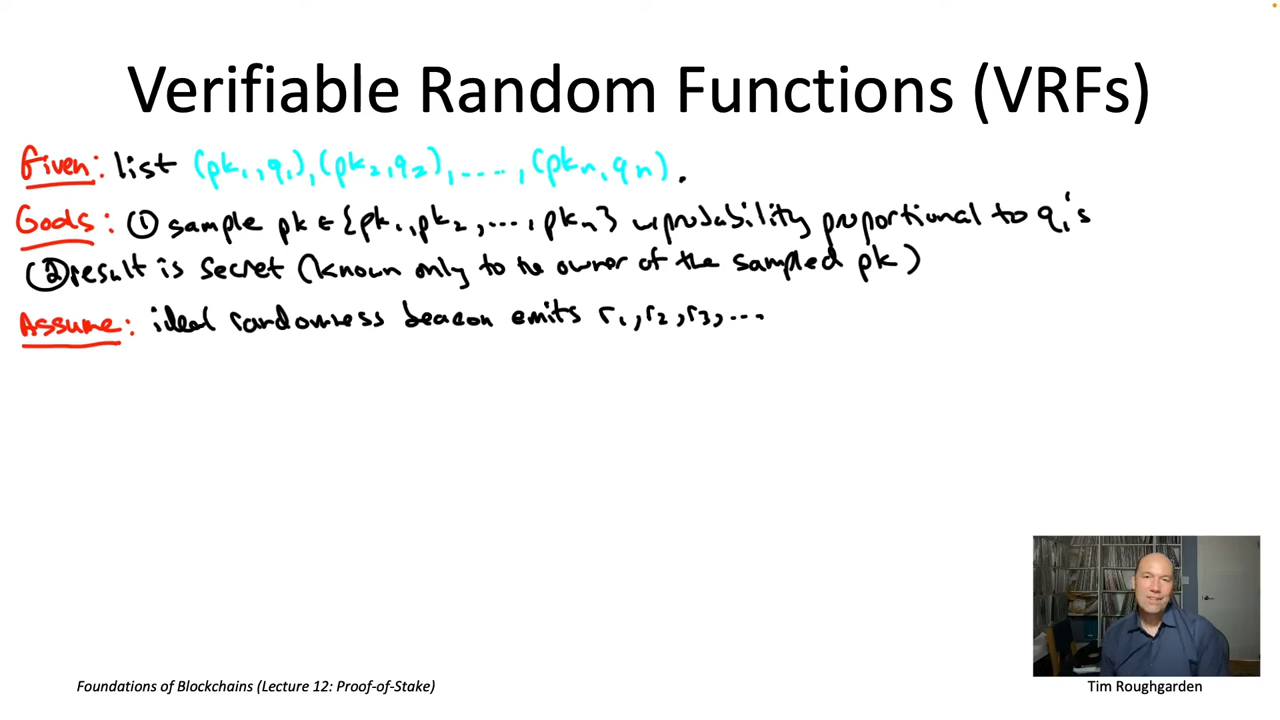 Verifiable Random Functions (VRFs)
Given: list (pk₁,q₁),(pk₂,q₂),....,(pkₙ,qₙ).
Goals: ① sample pk ∈ {pk₁,pk₂,...,pkₙ} w/probability proportional to qᵢ's
② result is secret (known only to the owner of the sampled pk)
Assume: ideal randomness beacon emits r₁,r₂,r₃,...
Foundations of Blockchains (Lecture 12: Proof-of-Stake)
Tim Roughgarden